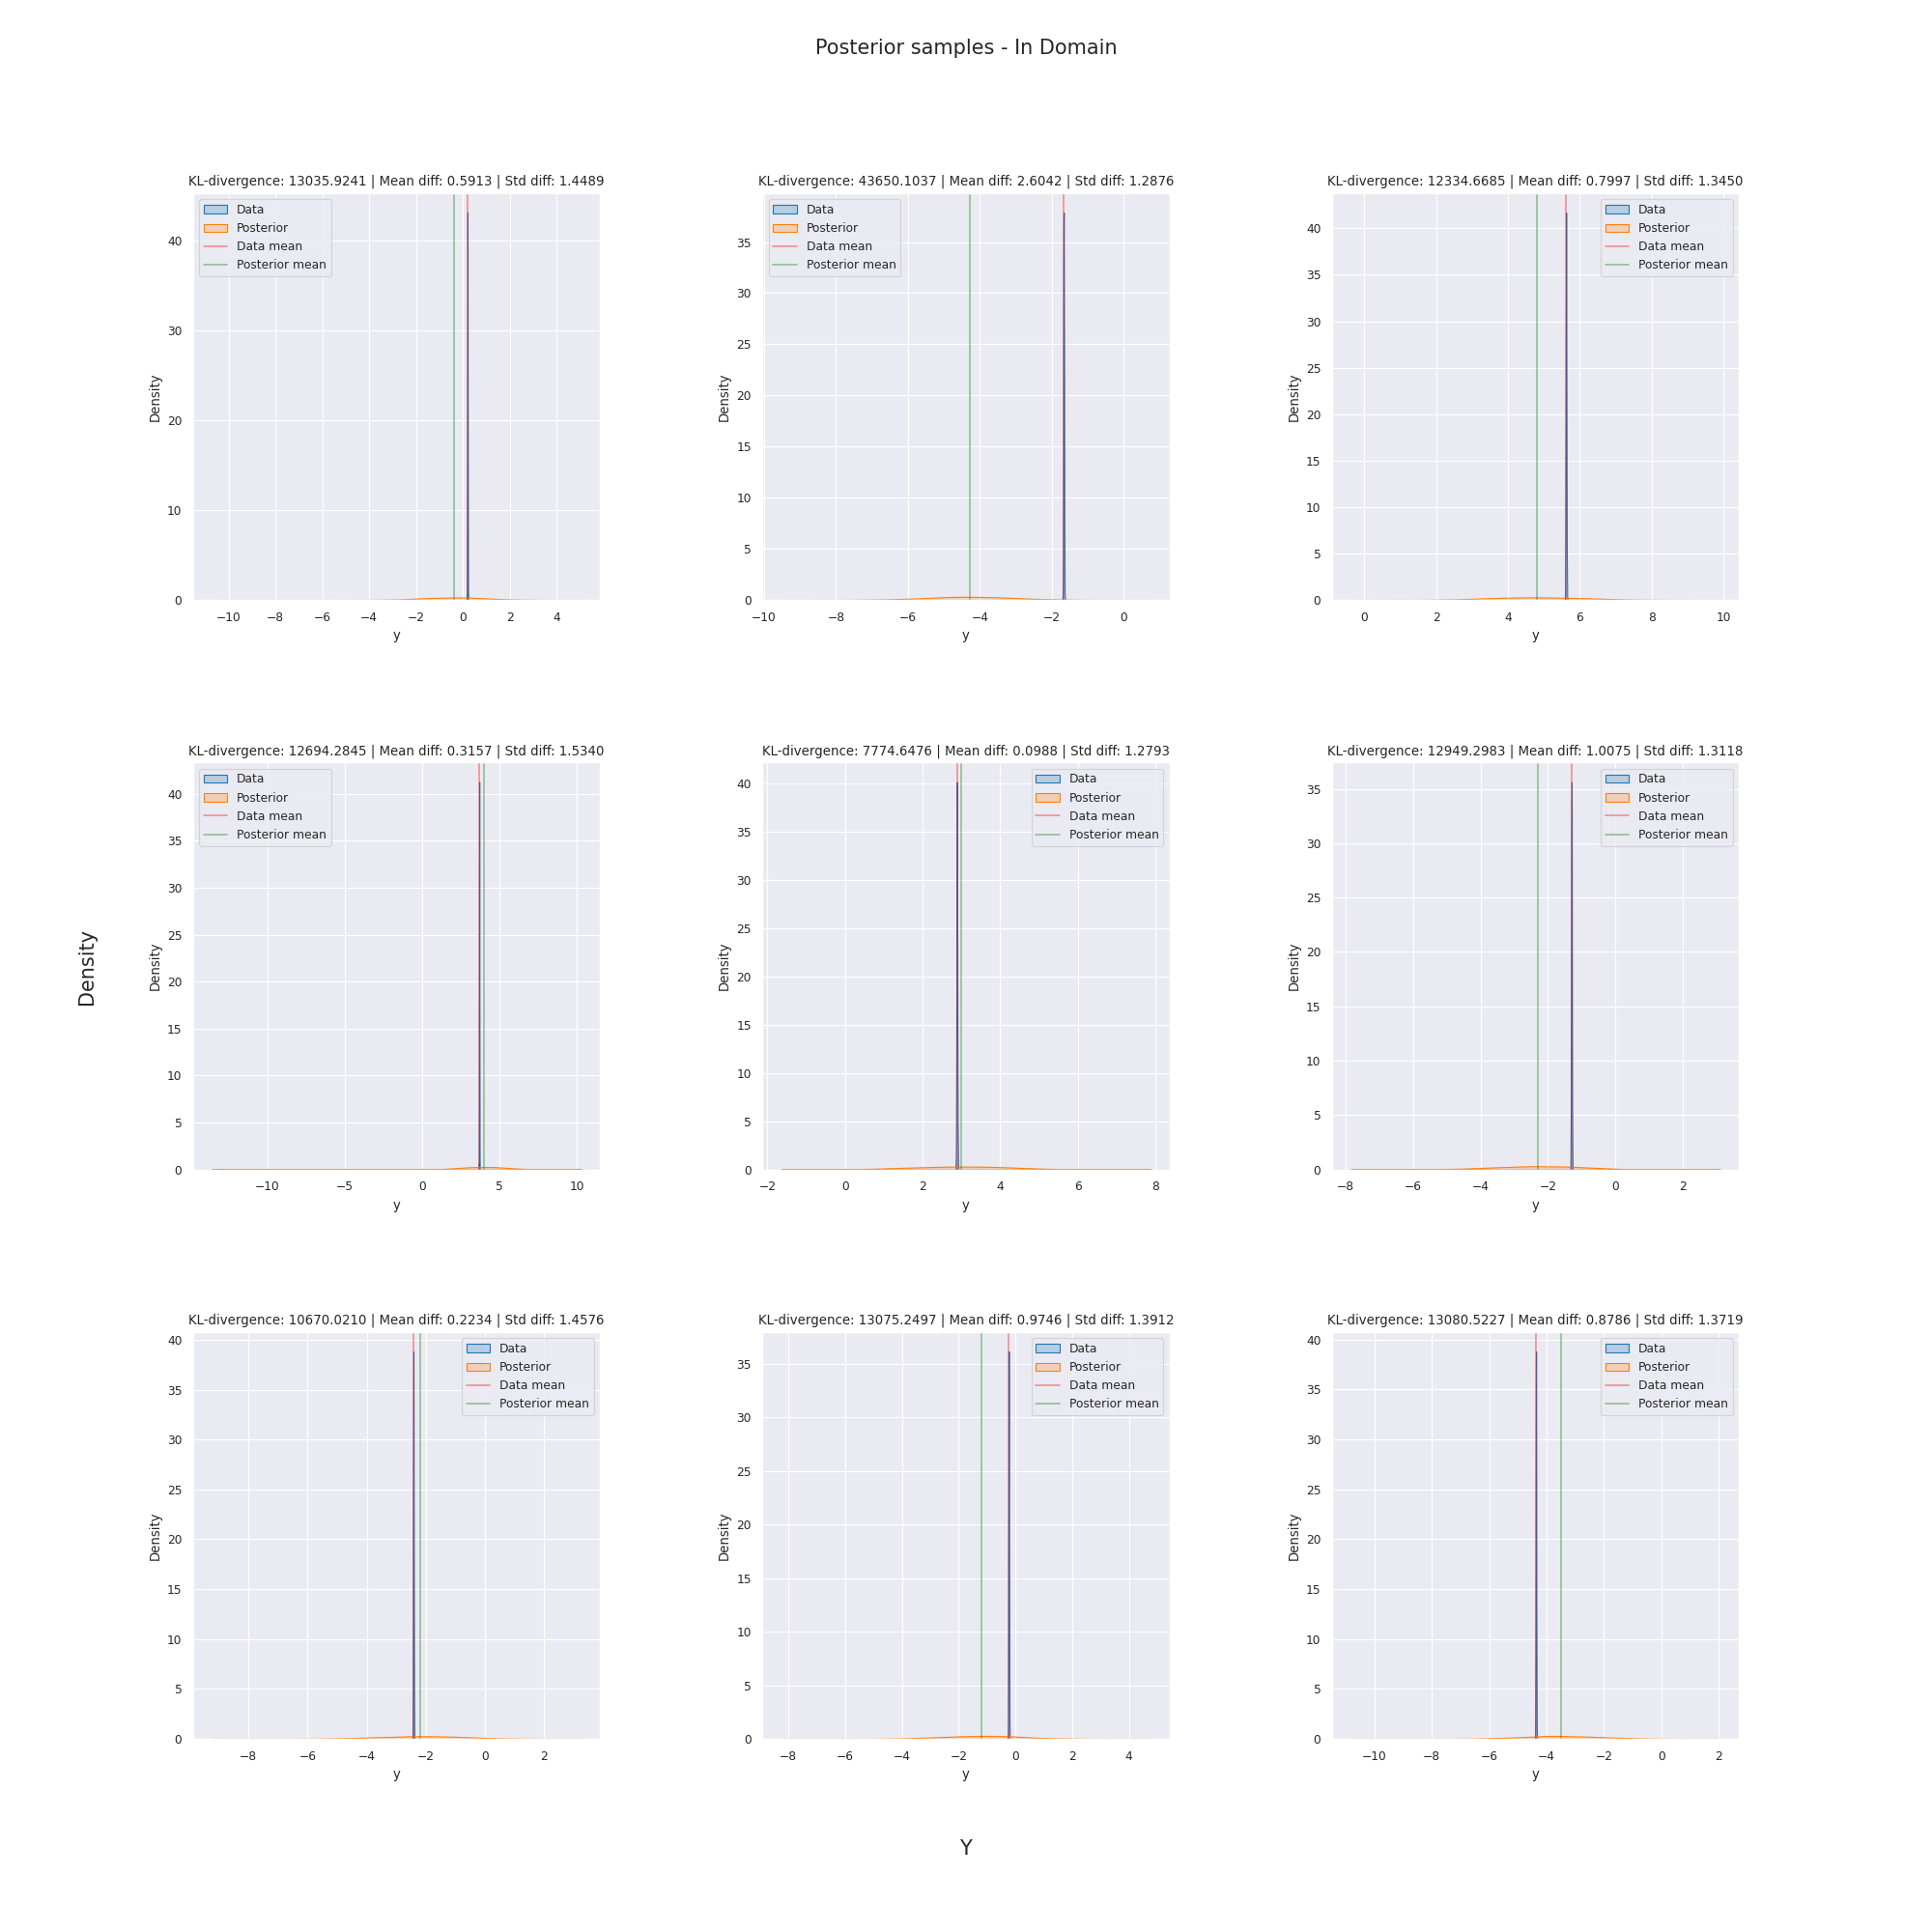 Posterior samples - In Domain
KL-divergence: 13035.9241 | Mean diff: 0.5913 | Std diff: 1.4489
Data
Posterior
Data mean
Posterior mean
40
30
20
10
0
Density
−10 −8 −6 −4 −2 0 2 4
y
KL-divergence: 43650.1037 | Mean diff: 2.6042 | Std diff: 1.2876
Data
Posterior
Data mean
Posterior mean
35
30
25
20
15
10
5
0
Density
−10 −8 −6 −4 −2 0
y
KL-divergence: 12334.6685 | Mean diff: 0.7997 | Std diff: 1.3450
Data
Posterior
Data mean
Posterior mean
40
35
30
25
20
15
10
5
0
Density
0 2 4 6 8 10
y
KL-divergence: 12694.2845 | Mean diff: 0.3157 | Std diff: 1.5340
Data
Posterior
Data mean
Posterior mean
40
35
30
25
20
15
10
5
0
Density
−10 −5 0 5 10
y
KL-divergence: 7774.6476 | Mean diff: 0.0988 | Std diff: 1.2793
Data
Posterior
Data mean
Posterior mean
40
35
30
25
20
15
10
5
0
Density
−2 0 2 4 6 8
y
KL-divergence: 12949.2983 | Mean diff: 1.0075 | Std diff: 1.3118
Data
Posterior
Data mean
Posterior mean
35
30
25
20
15
10
5
0
Density
−8 −6 −4 −2 0 2
y
Density
KL-divergence: 10670.0210 | Mean diff: 0.2234 | Std diff: 1.4576
Data
Posterior
Data mean
Posterior mean
40
35
30
25
20
15
10
5
0
Density
−8 −6 −4 −2 0 2
y
KL-divergence: 13075.2497 | Mean diff: 0.9746 | Std diff: 1.3912
Data
Posterior
Data mean
Posterior mean
35
30
25
20
15
10
5
0
Density
−8 −6 −4 −2 0 2 4
y
KL-divergence: 13080.5227 | Mean diff: 0.8786 | Std diff: 1.3719
Data
Posterior
Data mean
Posterior mean
40
35
30
25
20
15
10
5
0
Density
−10 −8 −6 −4 −2 0 2
y
Y